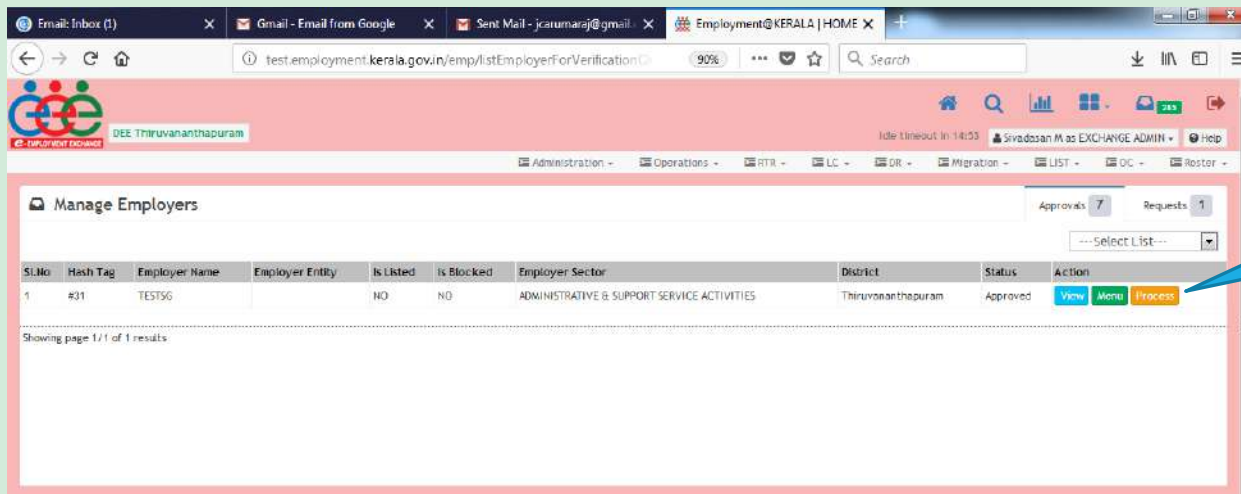 Email: Inbox (1)
Gmail - Email from Google
Sent Mail - jcarumaraj@gmail.
Employment@KERALA | HOME
test.employment.kerala.gov.in/emp/listEmployerForVerification
90%
Search
e-EMPLOYMENT EXCHANGE
DEE Thiruvananthapuram
Idle timeout in 14:53
Sivadasan M as EXCHANGE ADMIN
Help
Administration
Operations
RTR
LC
DR
Migration
LIST
OC
Roster
Manage Employers
Approvals 7
Requests 1
---Select List---
Sl.No Hash Tag Employer Name Employer Entity Is Listed Is Blocked Employer Sector District Status Action
1 #31 TESTSG NO NO ADMINISTRATIVE & SUPPORT SERVICE ACTIVITIES Thiruvananthapuram Approved View Menu Process
Showing page 1/1 of 1 results